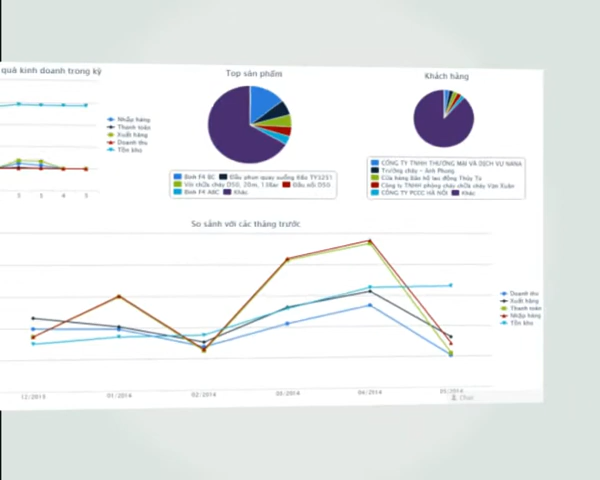 quả kinh doanh trong kỳ
Top sản phẩm
Khách hàng
Nhập hàng
Thanh toán
Xuất hàng
Doanh thu
Tồn kho
3 3 4 5
Bình F4 BC Đầu phun quay xuống Đầu TY3251
Vòi chữa cháy D50, 20m, 13Bar Đầu nối D50
Bình F4 ABC Khác
CÔNG TY TNHH THƯƠNG MẠI VÀ DỊCH VỤ NANA
Trường cháy - Anh Phong
Cửa hàng Bảo hộ lao động Thủy Tú
Công ty TNHH phòng cháy chữa cháy Vạn Xuân
CÔNG TY PCCC HÀ NỘI Khác
So sánh với các tháng trước
Doanh thu
Xuất hàng
Thanh toán
Nhập hàng
Tồn kho
12/2013 01/2014 02/2014 03/2014 04/2014 05/2014
Chat